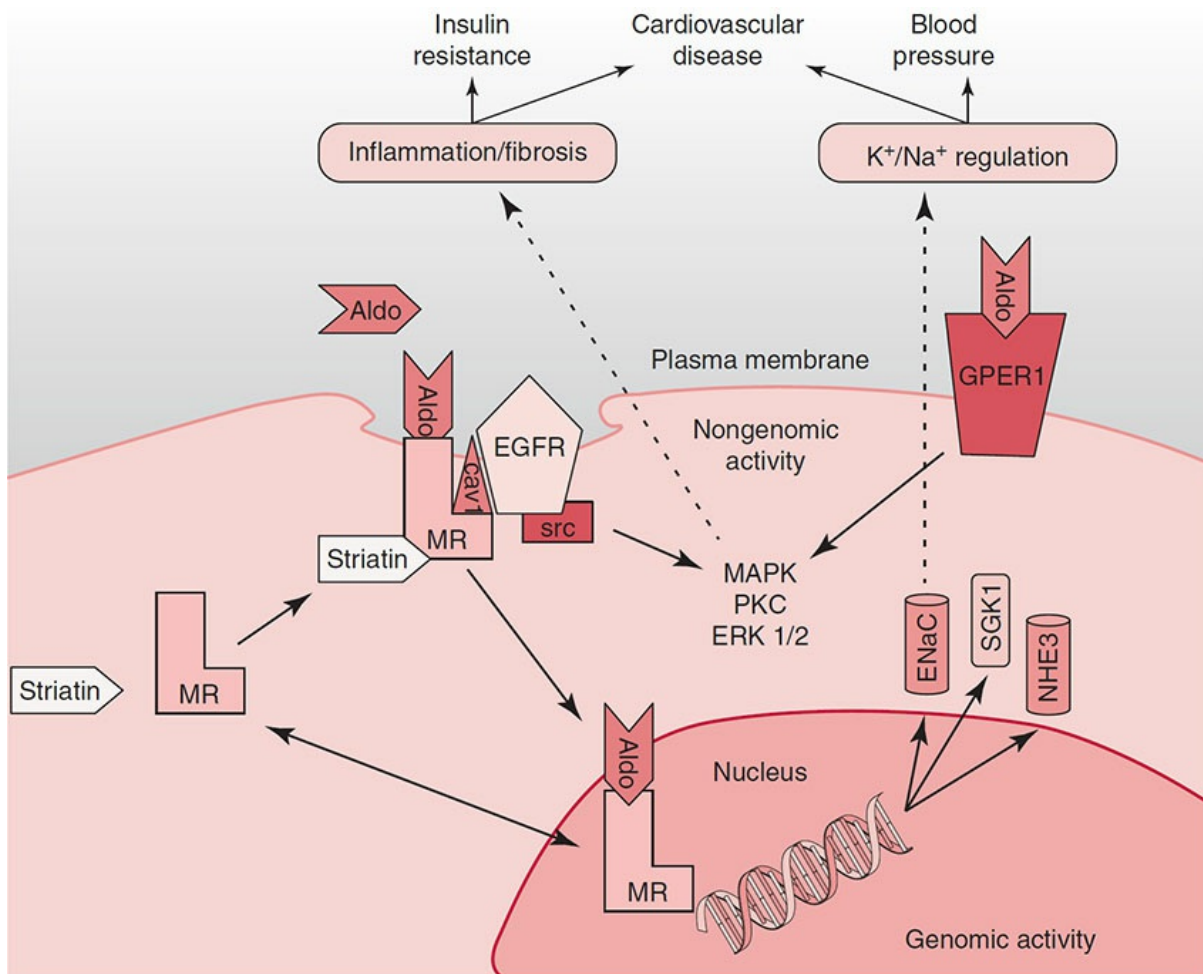 Insulin
resistance
Cardiovascular
disease
Blood
pressure
Inflammation/fibrosis
K⁺/Na⁺ regulation
Aldo
Aldo
GPER1
Plasma membrane
Aldo
Nongenomic
activity
EGFR
cav1
src
MR
Striatin
MAPK
PKC
ERK 1/2
ENaC
SGK1
NHE3
Striatin
MR
Aldo
Nucleus
MR
Genomic activity